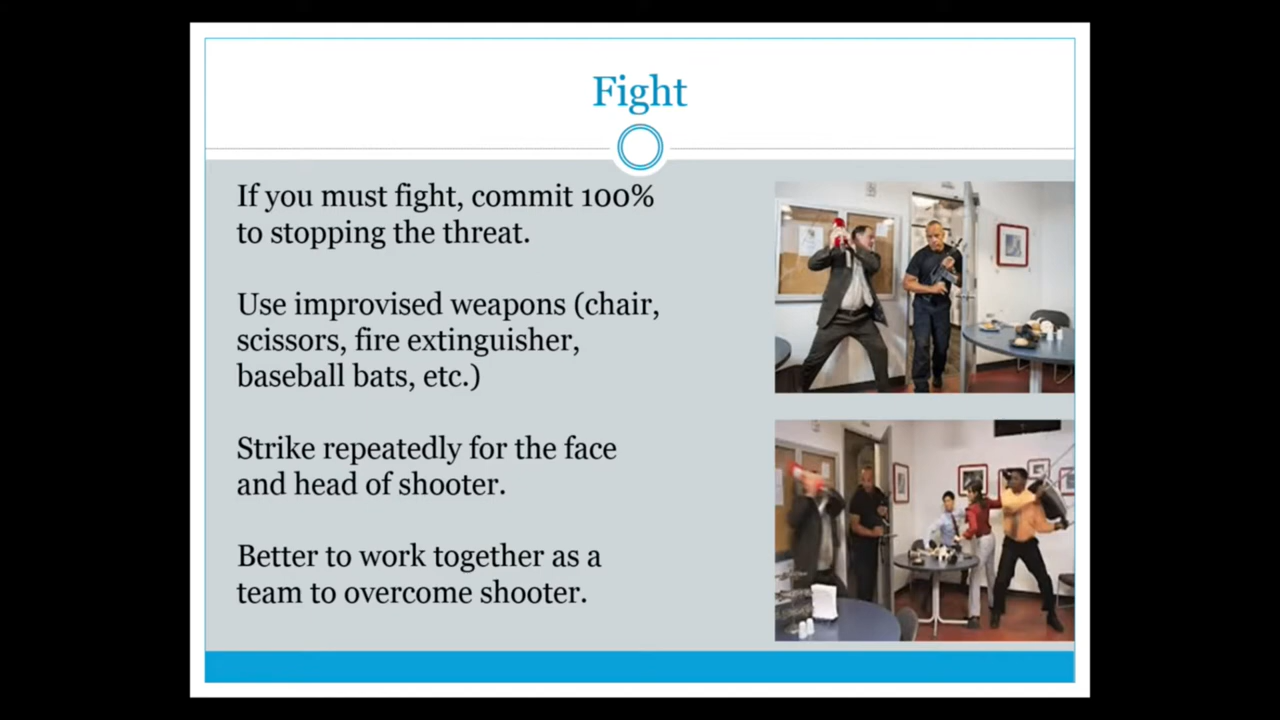 Fight
If you must fight, commit 100%
to stopping the threat.
Use improvised weapons (chair,
scissors, fire extinguisher,
baseball bats, etc.)
Strike repeatedly for the face
and head of shooter.
Better to work together as a
team to overcome shooter.